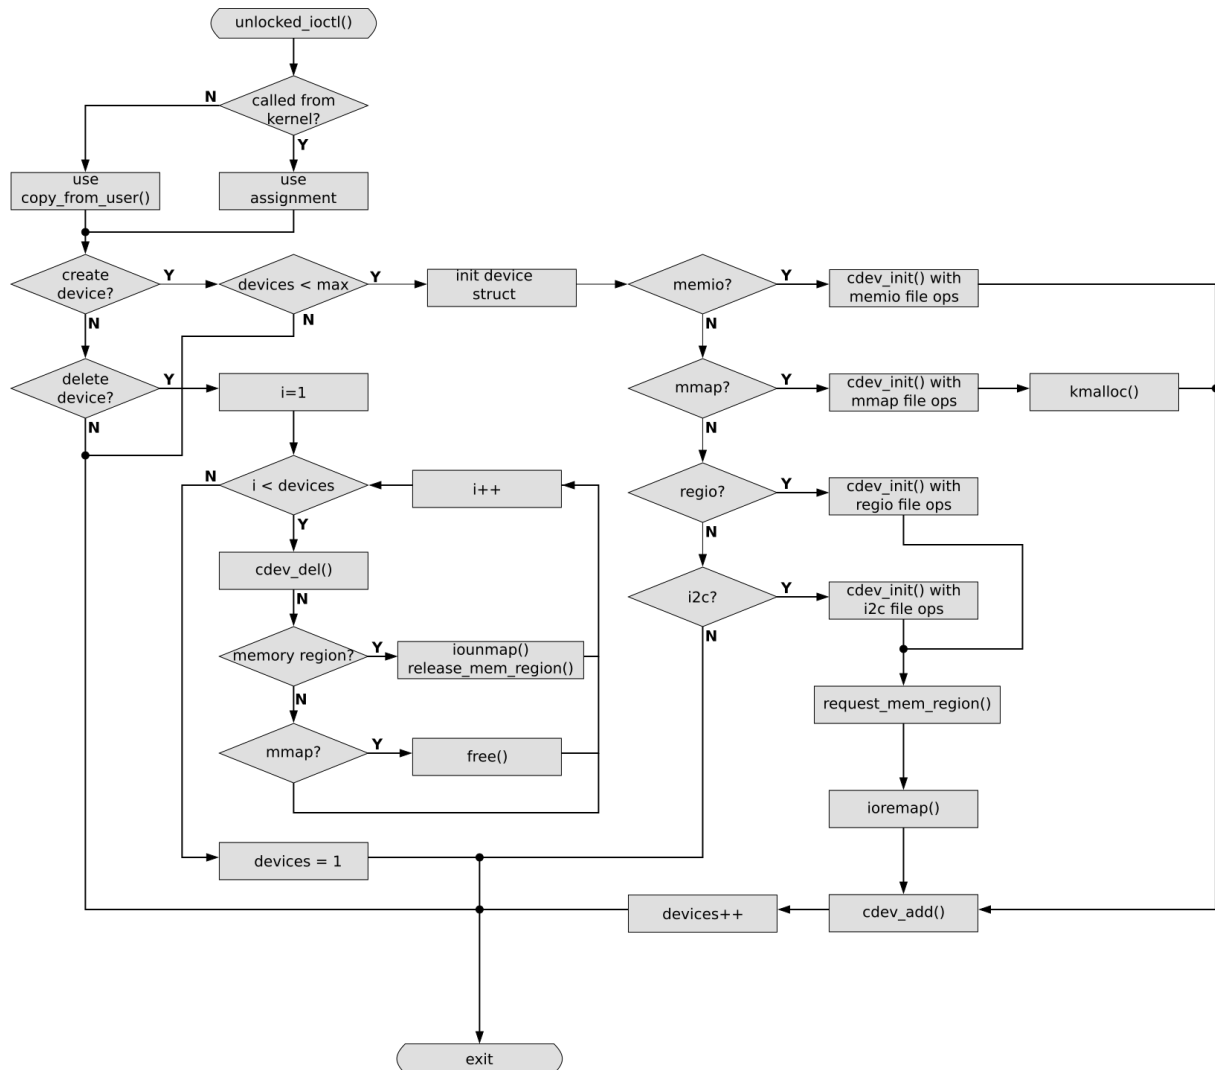 unlocked_ioctl()
N
called from
kernel?
Y
use
copy_from_user()
use
assignment
create
device?
Y
devices < max
Y
init device
struct
memio?
Y
cdev_init() with
memio file ops
N
N
N
delete
device?
Y
i=1
mmap?
Y
cdev_init() with
mmap file ops
kmalloc()
N
N
N
i < devices
i++
regio?
Y
cdev_init() with
regio file ops
Y
N
cdev_del()
i2c?
Y
cdev_init() with
i2c file ops
N
N
memory region?
Y
iounmap()
release_mem_region()
N
request_mem_region()
mmap?
Y
free()
ioremap()
devices = 1
devices++
cdev_add()
exit